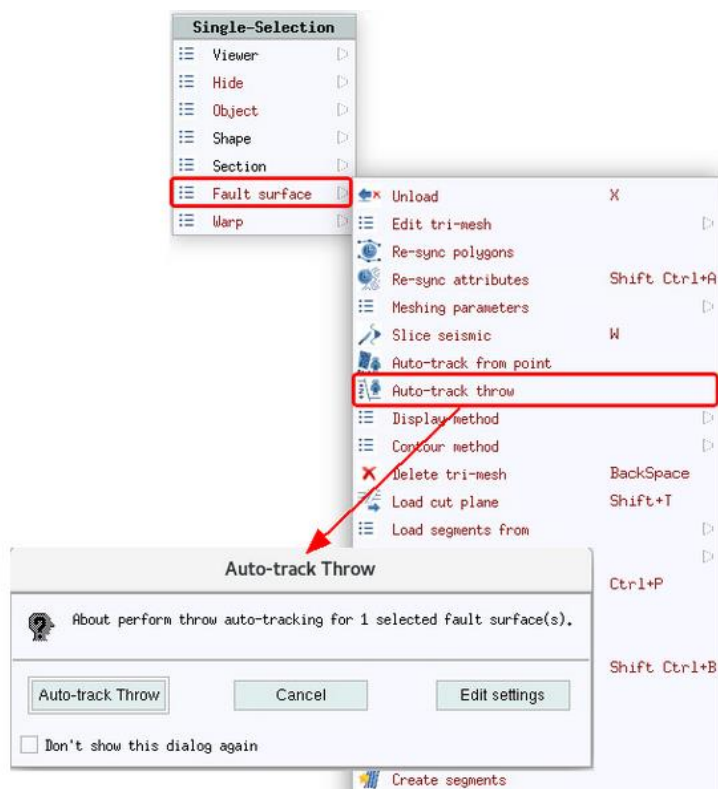 Single-Selection
Viewer
Hide
Object
Shape
Section
Fault surface
Warp
Unload X
Edit tri-mesh
Re-sync polygons
Re-sync attributes Shift Ctrl+A
Meshing parameters
Slice seismic W
Auto-track from point
Auto-track throw
Display method
Contour method
Delete tri-mesh BackSpace
Load cut plane Shift+T
Load segments from
Ctrl+P
Shift Ctrl+B
Create segments
Auto-track Throw
About perform throw auto-tracking for 1 selected fault surface(s).
Auto-track Throw Cancel Edit settings
Don't show this dialog again